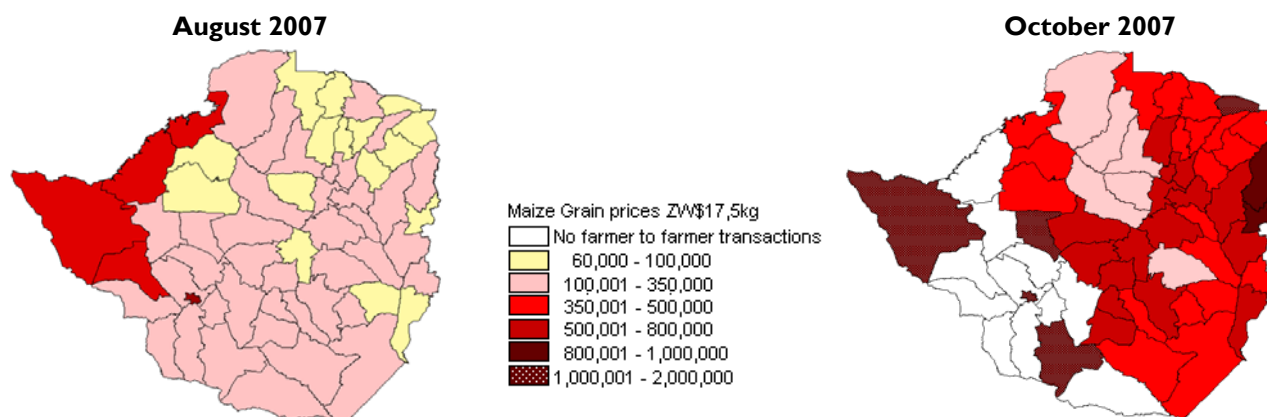 August 2007
October 2007
Maize Grain prices ZW$17,5kg
No farmer to farmer transactions
60,000 - 100,000
100,001 - 350,000
350,001 - 500,000
500,001 - 800,000
800,001 - 1,000,000
1,000,001 - 2,000,000